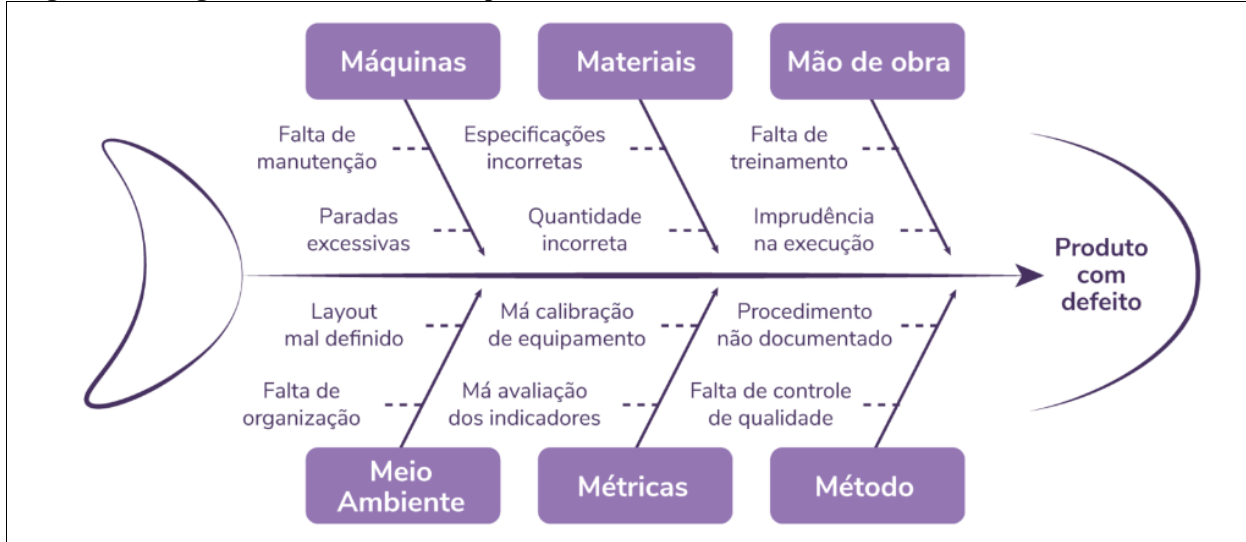 Máquinas
Materiais
Mão de obra
Falta de
manutenção
Especificações
incorretas
Falta de
treinamento
Paradas
excessivas
Quantidade
incorreta
Imprudência
na execução
Produto
com
defeito
Layout
mal definido
Má calibração
de equipamento
Procedimento
não documentado
Falta de
organização
Má avaliação
dos indicadores
Falta de controle
de qualidade
Meio
Ambiente
Métricas
Método